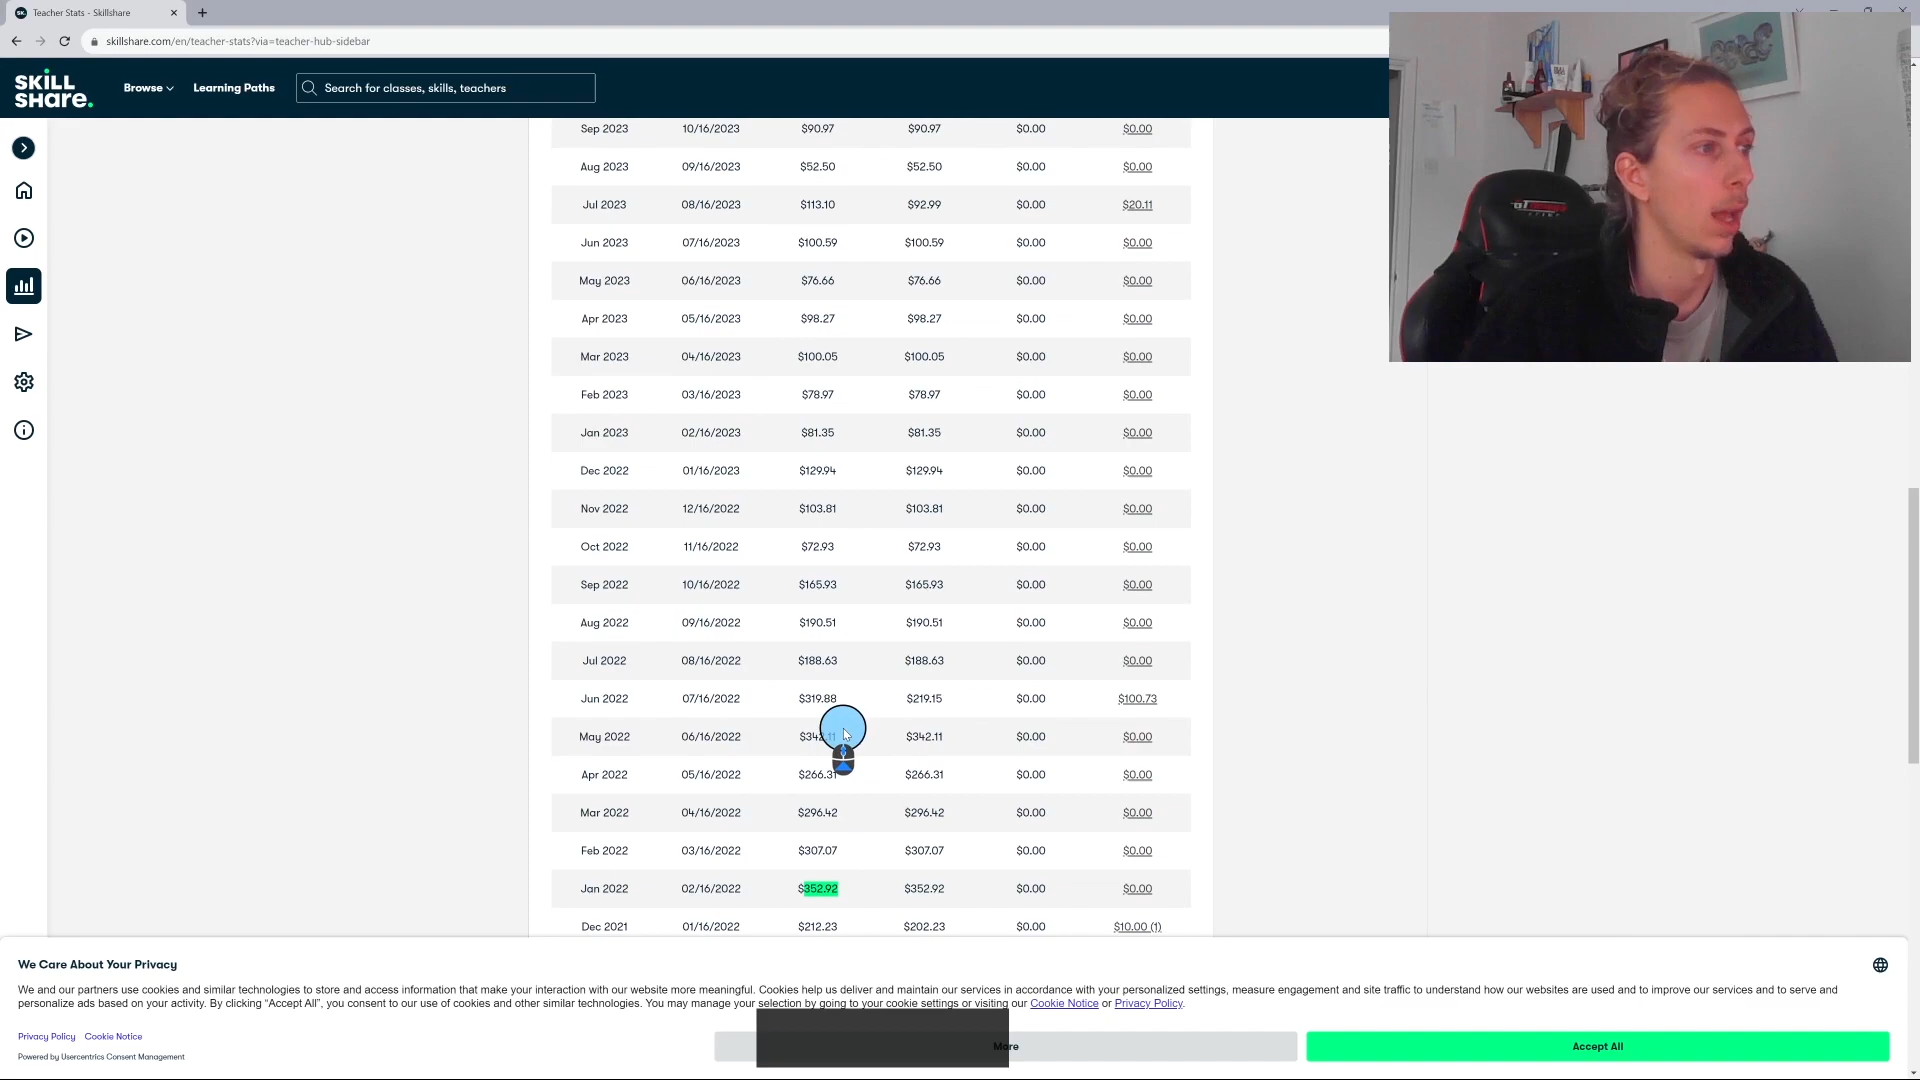 Teacher Stats - Skillshare
skillshare.com/en/teacher-stats?via=teacher-hub-sidebar
SKILL
SHARE.
Browse
Learning Paths
Search for classes, skills, teachers
Sep 2023 10/16/2023 $90.97 $90.97 $0.00 $0.00
Aug 2023 09/16/2023 $52.50 $52.50 $0.00 $0.00
Jul 2023 08/16/2023 $113.10 $92.99 $0.00 $20.11
Jun 2023 07/16/2023 $100.59 $100.59 $0.00 $0.00
May 2023 06/16/2023 $76.66 $76.66 $0.00 $0.00
Apr 2023 05/16/2023 $98.27 $98.27 $0.00 $0.00
Mar 2023 04/16/2023 $100.05 $100.05 $0.00 $0.00
Feb 2023 03/16/2023 $78.97 $78.97 $0.00 $0.00
Jan 2023 02/16/2023 $81.35 $81.35 $0.00 $0.00
Dec 2022 01/16/2023 $129.94 $129.94 $0.00 $0.00
Nov 2022 12/16/2022 $103.81 $103.81 $0.00 $0.00
Oct 2022 11/16/2022 $72.93 $72.93 $0.00 $0.00
Sep 2022 10/16/2022 $165.93 $165.93 $0.00 $0.00
Aug 2022 09/16/2022 $190.51 $190.51 $0.00 $0.00
Jul 2022 08/16/2022 $188.63 $188.63 $0.00 $0.00
Jun 2022 07/16/2022 $319.88 $219.15 $0.00 $100.73
May 2022 06/16/2022 $342.11 $342.11 $0.00 $0.00
Apr 2022 05/16/2022 $266.31 $266.31 $0.00 $0.00
Mar 2022 04/16/2022 $296.42 $296.42 $0.00 $0.00
Feb 2022 03/16/2022 $307.07 $307.07 $0.00 $0.00
Jan 2022 02/16/2022 $352.92 $352.92 $0.00 $0.00
Dec 2021 01/16/2022 $212.23 $202.23 $0.00 $10.00 (1)
We Care About Your Privacy
We and our partners use cookies and similar technologies to store and access information that make your interaction with our website more meaningful. Cookies help us deliver and maintain our services in accordance with your personalized settings, measure engagement and site traffic to understand how our websites are used and to improve our services and to serve and
personalize ads based on your activity. By clicking “Accept All”, you consent to our use of cookies and other similar technologies. You may manage your selection by going to your cookie settings or visiting our Cookie Notice or Privacy Policy.
Privacy Policy Cookie Notice
Powered by Usercentrics Consent Management
More
Accept All